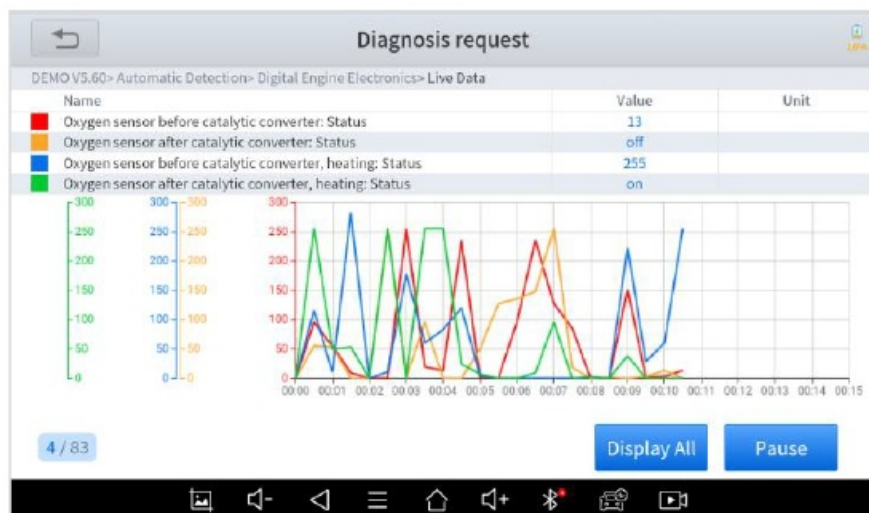 Diagnosis request
DEMO V5.60> Automatic Detection> Digital Engine Electronics> Live Data
Name Value Unit
Oxygen sensor before catalytic converter: Status 13
Oxygen sensor after catalytic converter: Status off
Oxygen sensor before catalytic converter, heating: Status 255
Oxygen sensor after catalytic converter, heating: Status on
300 300 300 300
250 250 250 250
200 200 200 200
150 150 150 150
100 100 100 100
50 50 50 50
0 0 0 0
00:00 00:01 00:02 00:03 00:04 00:05 00:06 00:07 00:08 00:09 00:10 00:11 00:12 00:13 00:14 00:15
4 / 83
Display All Pause